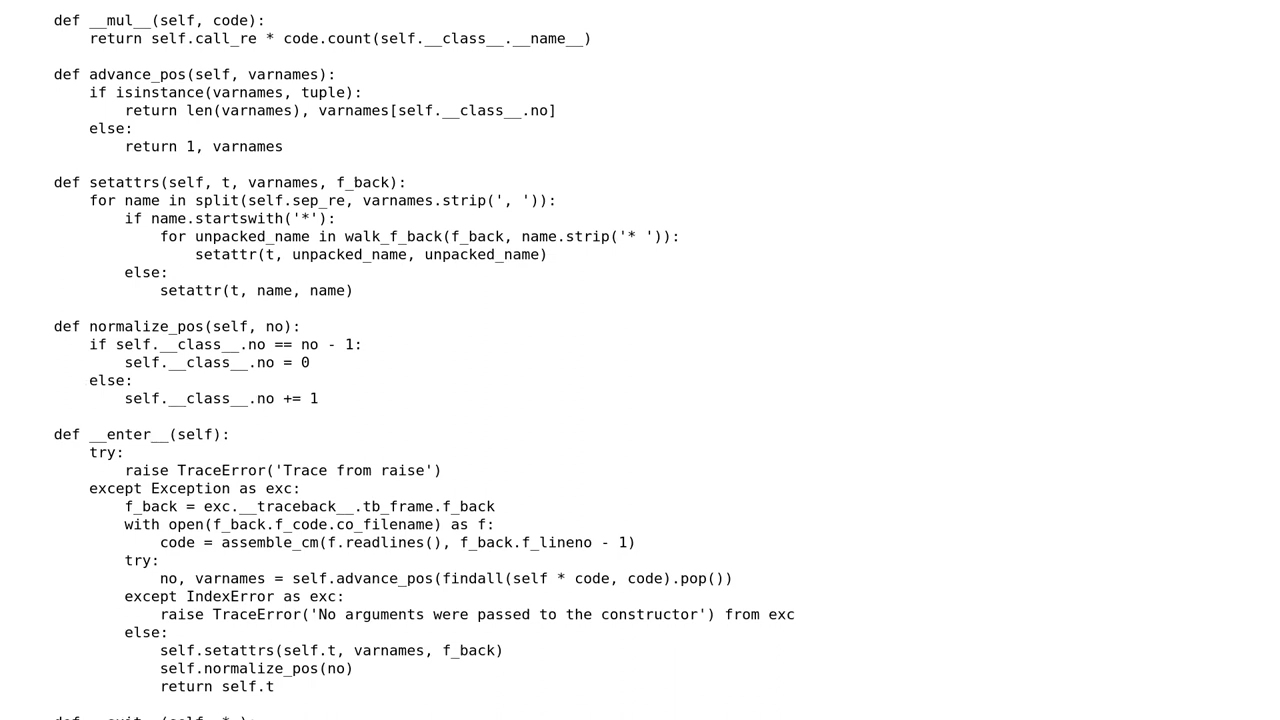 def __mul__(self, code):
return self.call_re * code.count(self.__class__.__name__)
def advance_pos(self, varnames):
if isinstance(varnames, tuple):
return len(varnames), varnames[self.__class__.no]
else:
return 1, varnames
def setattrs(self, t, varnames, f_back):
for name in split(self.sep_re, varnames.strip(', ')):
if name.startswith('*'):
for unpacked_name in walk_f_back(f_back, name.strip('* ')):
setattr(t, unpacked_name, unpacked_name)
else:
setattr(t, name, name)
def normalize_pos(self, no):
if self.__class__.no == no - 1:
self.__class__.no = 0
else:
self.__class__.no += 1
def __enter__(self):
try:
raise TraceError('Trace from raise')
except Exception as exc:
f_back = exc.__traceback__.tb_frame.f_back
with open(f_back.f_code.co_filename) as f:
code = assemble_cm(f.readlines(), f_back.f_lineno - 1)
try:
no, varnames = self.advance_pos(findall(self * code, code).pop())
except IndexError as exc:
raise TraceError('No arguments were passed to the constructor') from exc
else:
self.setattrs(self.t, varnames, f_back)
self.normalize_pos(no)
return self.t